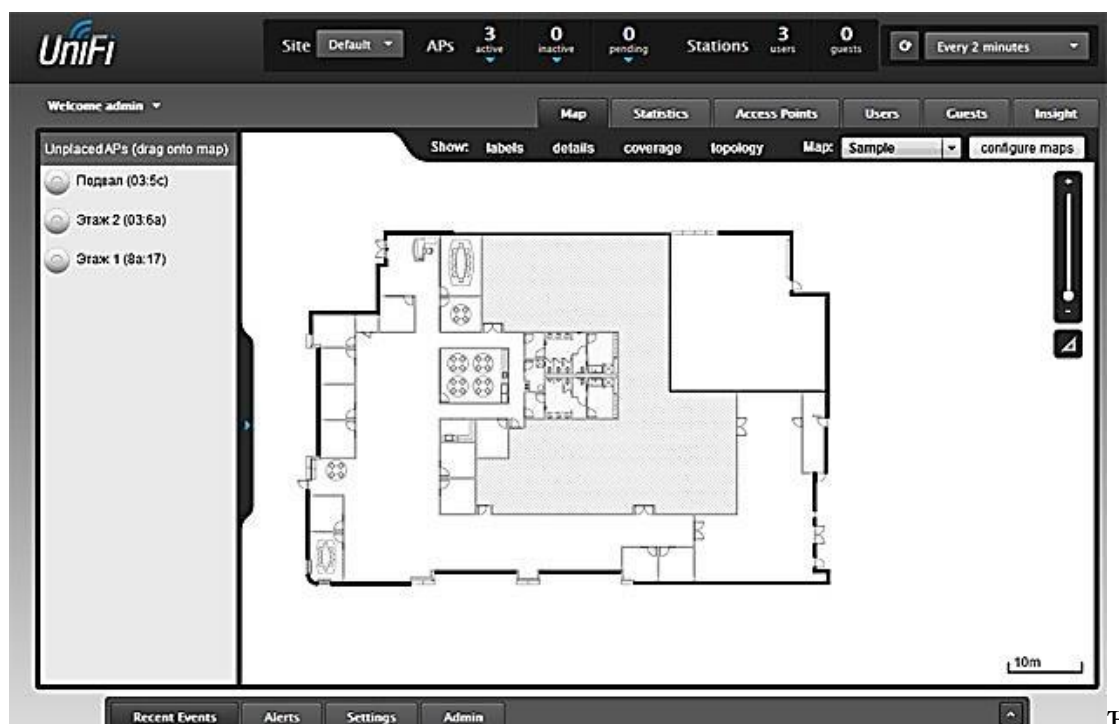 UniFi
Site Default APs 3 active 0 inactive 0 pending Stations 3 users 0 guests Every 2 minutes
Welcome admin
Map Statistics Access Points Users Guests Insight
Unplaced APs (drag onto map)
Show: labels details coverage topology Map: Sample configure maps
Подвал (03:5c)
Этаж 2 (03:6a)
Этаж 1 (8a:17)
+
-
10m
Recent Events Alerts Settings Admin